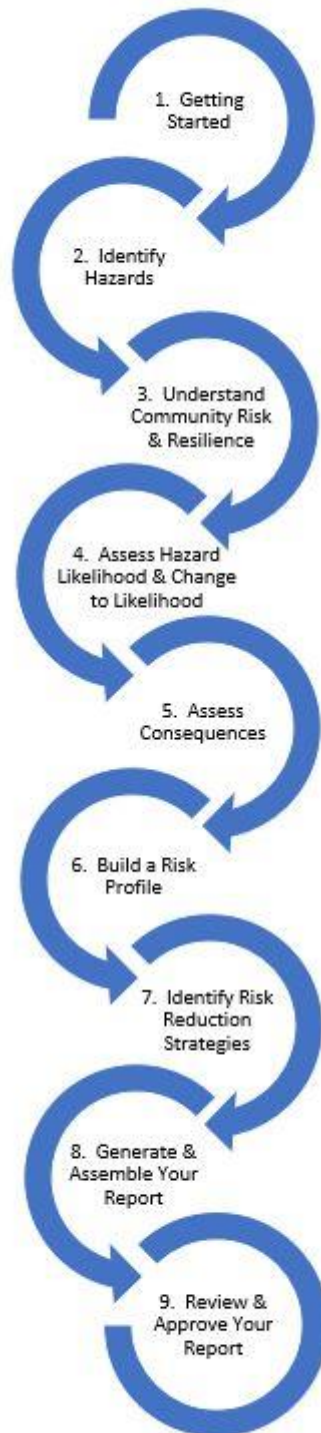 1. Getting
Started
2. Identify
Hazards
3. Understand
Community Risk
& Resilience
4. Assess Hazard
Likelihood & Change
to Likelihood
5. Assess
Consequences
6. Build a Risk
Profile
7. Identify Risk
Reduction
Strategies
8. Generate &
Assemble Your
Report
9. Review &
Approve Your
Report